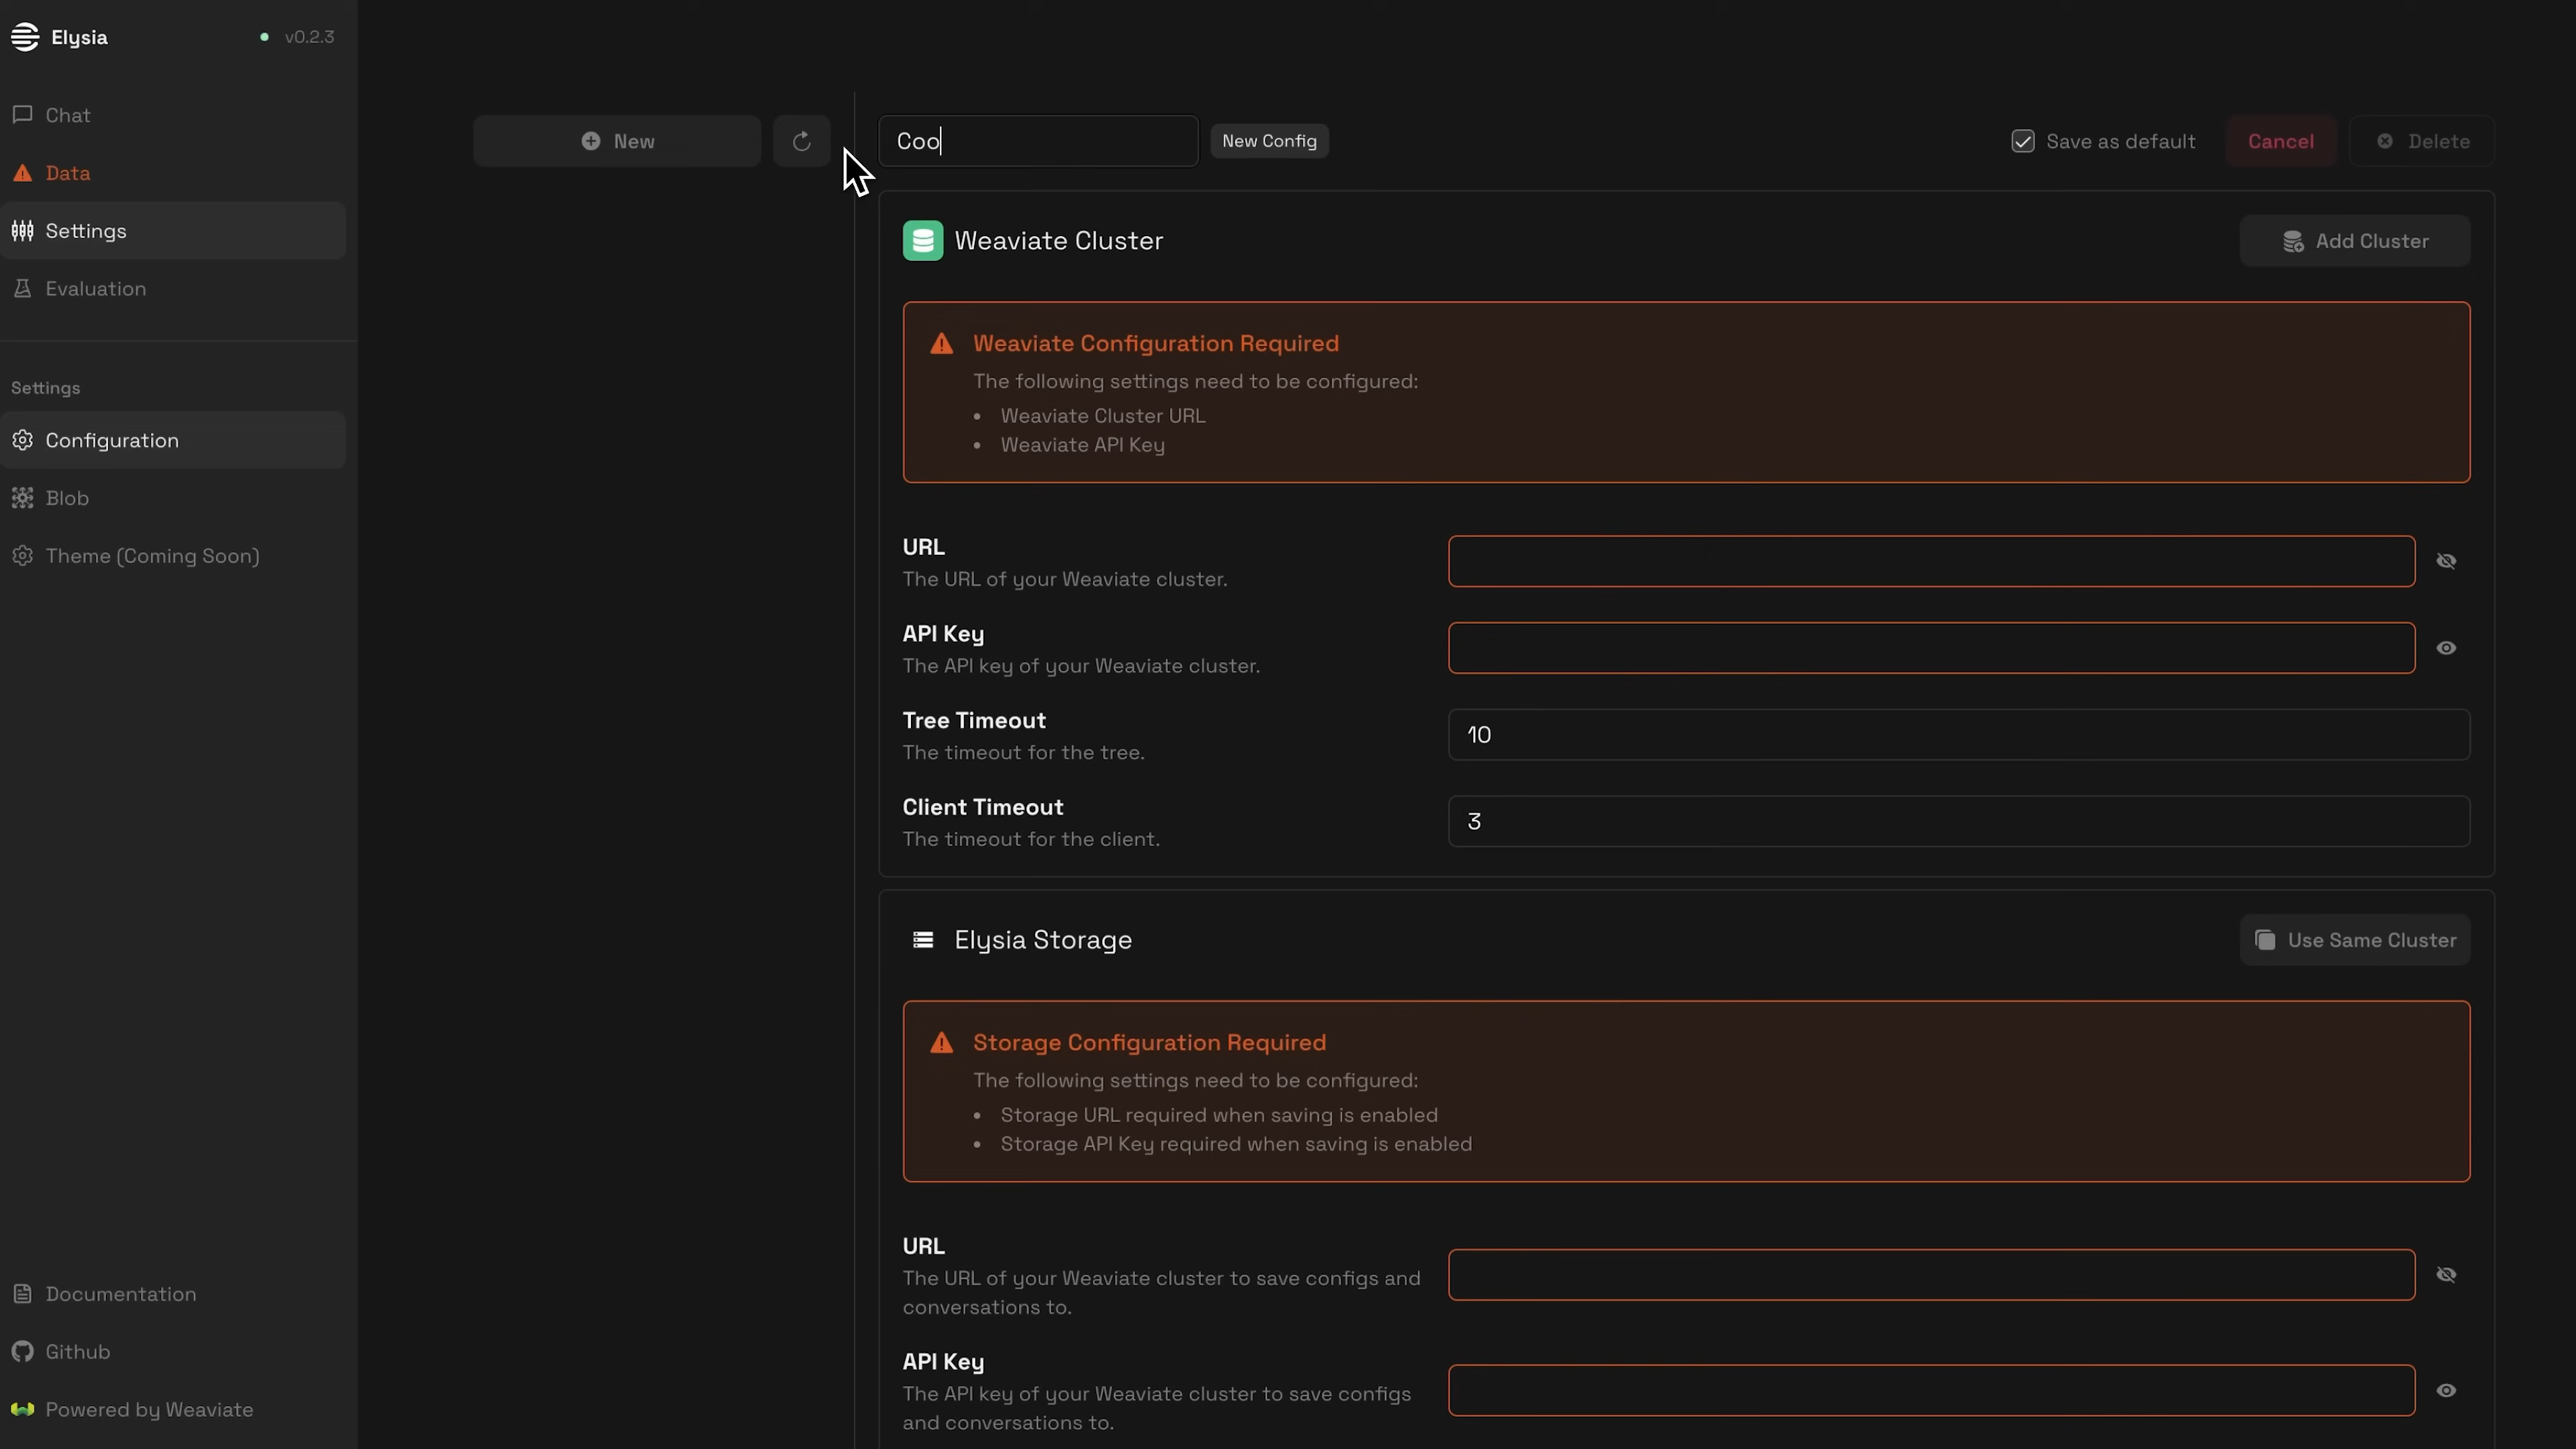 Elysia
v0.2.3
Chat
Data
Settings
Evaluation
Settings
Configuration
Blob
Theme (Coming Soon)
Documentation
Github
Powered by Weaviate
New
Coo
New Config
Save as default
Cancel
Delete
Weaviate Cluster
Add Cluster
Weaviate Configuration Required
The following settings need to be configured:
• Weaviate Cluster URL
• Weaviate API Key
URL
The URL of your Weaviate cluster.
API Key
The API key of your Weaviate cluster.
Tree Timeout
The timeout for the tree.
10
Client Timeout
The timeout for the client.
3
Elysia Storage
Use Same Cluster
Storage Configuration Required
The following settings need to be configured:
• Storage URL required when saving is enabled
• Storage API Key required when saving is enabled
URL
The URL of your Weaviate cluster to save configs and
conversations to.
API Key
The API key of your Weaviate cluster to save configs
and conversations to.